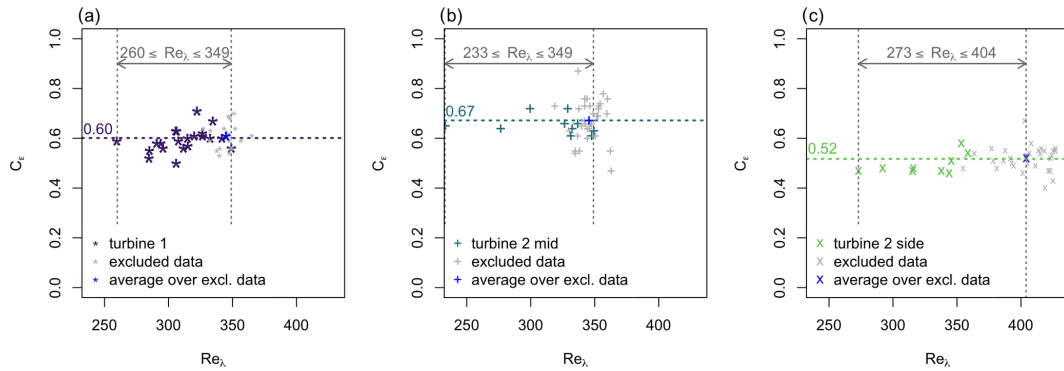 (a)
260 ≤ Reλ ≤ 349
0.60
turbine 1
excluded data
average over excl. data
0.0 0.2 0.4 0.6 0.8 1.0
Cε
250 300 350 400
Reλ
(b)
233 ≤ Reλ ≤ 349
0.67
turbine 2 mid
excluded data
average over excl. data
0.0 0.2 0.4 0.6 0.8 1.0
Cε
250 300 350 400
Reλ
(c)
273 ≤ Reλ ≤ 404
0.52
turbine 2 side
excluded data
average over excl. data
0.0 0.2 0.4 0.6 0.8 1.0
Cε
250 300 350 400
Reλ